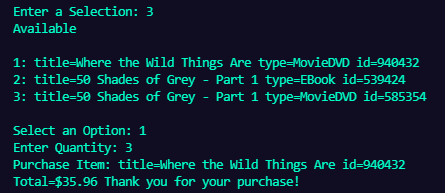 Enter a Selection: 3
Available
1: title=Where the Wild Things Are type=MovieDVD id=940432
2: title=50 Shades of Grey - Part 1 type=EBook id=539424
3: title=50 Shades of Grey - Part 1 type=MovieDVD id=585354
Select an Option: 1
Enter Quantity: 3
Purchase Item: title=Where the Wild Things Are id=940432
Total=$35.96 Thank you for your purchase!